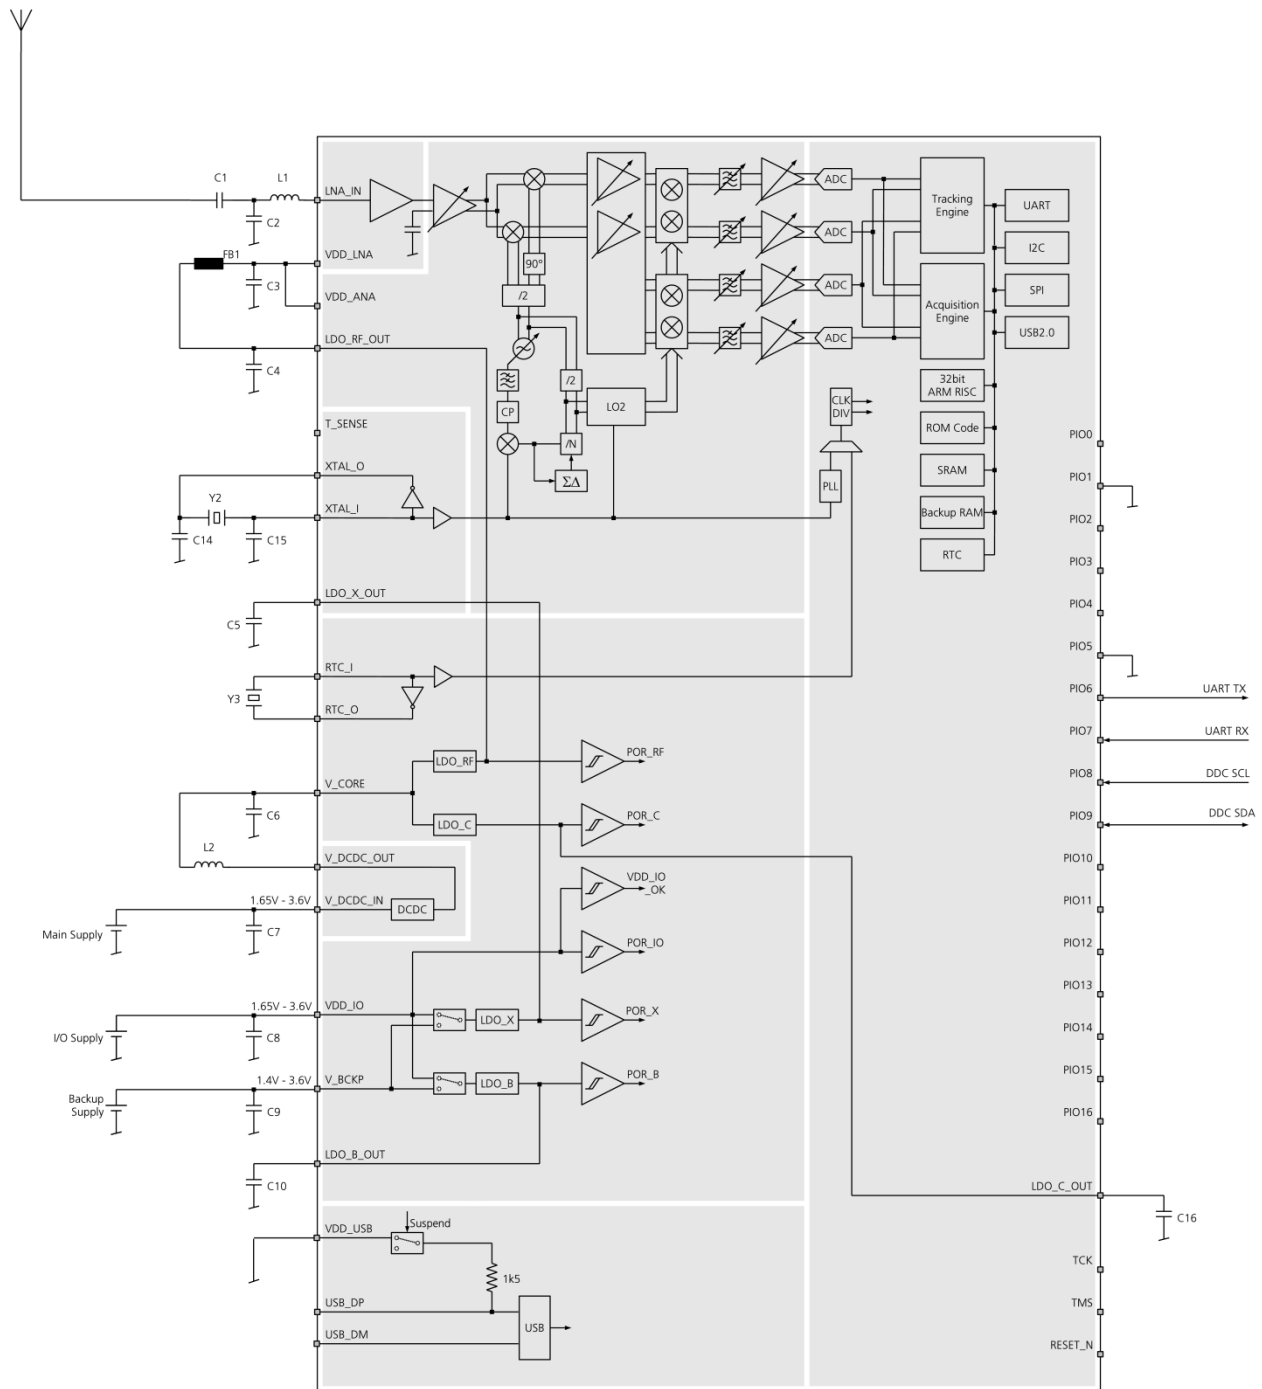 C1
L1
LNA_IN
C2
FB1
VDD_LNA
C3
VDD_ANA
LDO_RF_OUT
C4
T_SENSE
XTAL_O
Y2
XTAL_I
C14
C15
LDO_X_OUT
C5
RTC_I
Y3
RTC_O
V_CORE
C6
L2
V_DCDC_OUT
1.65V - 3.6V
V_DCDC_IN
DCDC
Main Supply
C7
1.65V - 3.6V
VDD_IO
I/O Supply
C8
1.4V - 3.6V
V_BCKP
Backup
Supply
C9
LDO_B_OUT
C10
VDD_USB
Suspend
1k5
USB_DP
USB_DM
USB
90°
/2
/2
CP
LO2
/N
ΣΔ
ADC
ADC
ADC
ADC
CLK
DIV
PLL
Tracking
Engine
Acquisition
Engine
32bit
ARM RISC
ROM Code
SRAM
Backup RAM
RTC
UART
I2C
SPI
USB2.0
LDO_RF
POR_RF
LDO_C
POR_C
VDD_IO
_OK
POR_IO
LDO_X
POR_X
LDO_B
POR_B
PIO0
PIO1
PIO2
PIO3
PIO4
PIO5
PIO6
UART TX
PIO7
UART RX
PIO8
DDC SCL
PIO9
DDC SDA
PIO10
PIO11
PIO12
PIO13
PIO14
PIO15
PIO16
LDO_C_OUT
C16
TCK
TMS
RESET_N